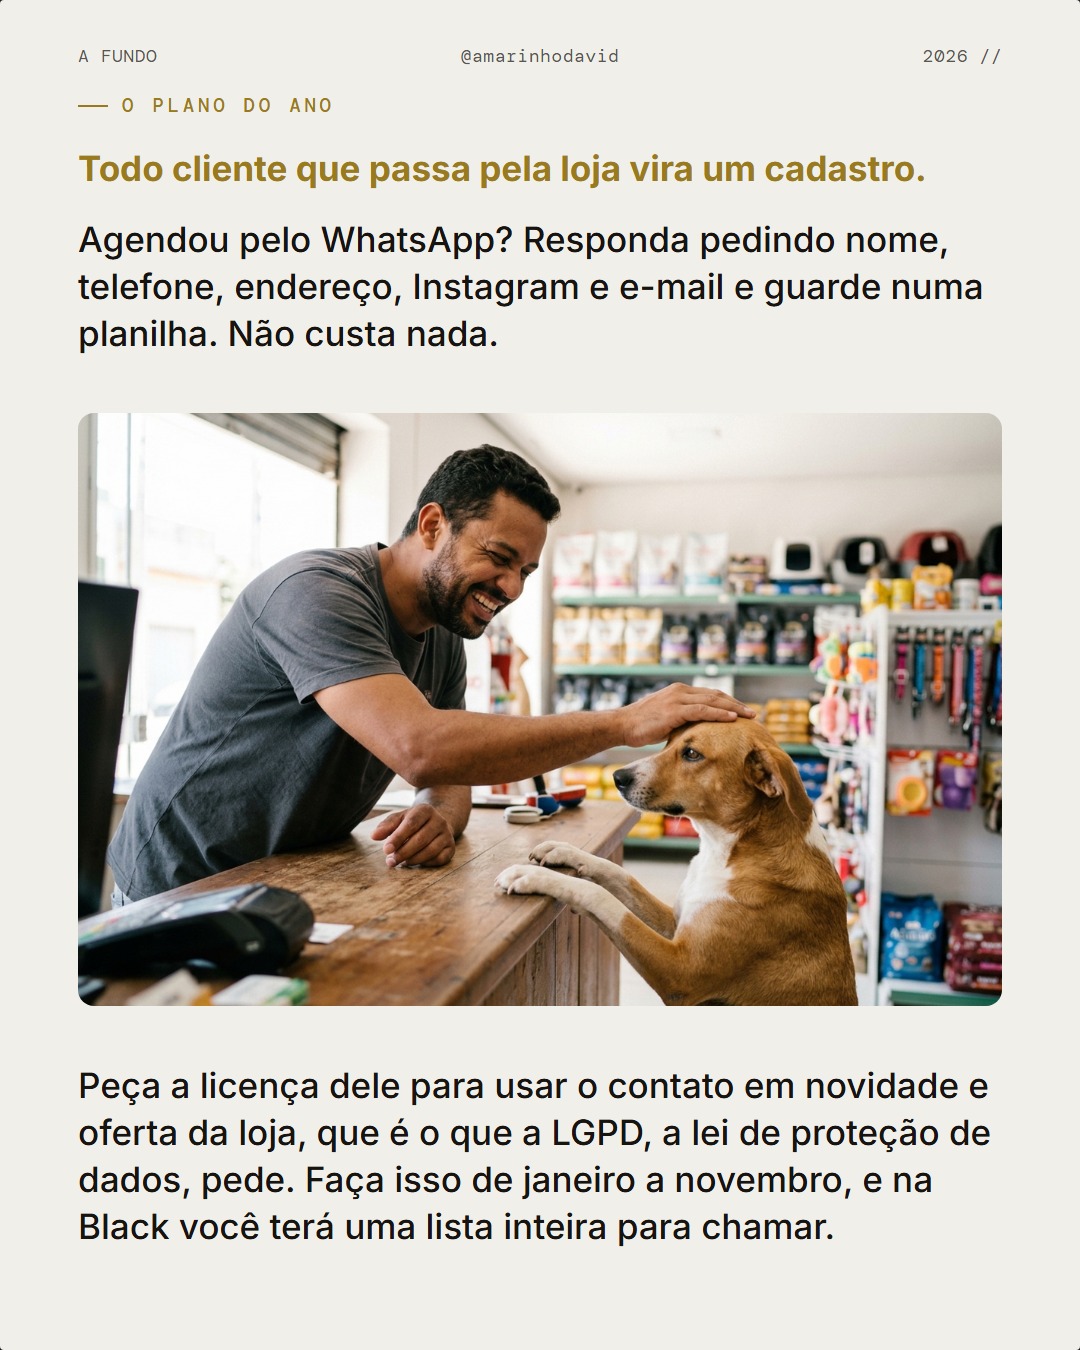 A FUNDO
@amarinhodavid
2026 //
O PLANO DO ANO
Todo cliente que passa pela loja vira um cadastro.
Agendou pelo WhatsApp? Responda pedindo nome,
telefone, endereço, Instagram e e-mail e guarde numa
planilha. Não custa nada.
Peça a licença dele para usar o contato em novidade e
oferta da loja, que é o que a LGPD, a lei de proteção de
dados, pede. Faça isso de janeiro a novembro, e na
Black você terá uma lista inteira para chamar.